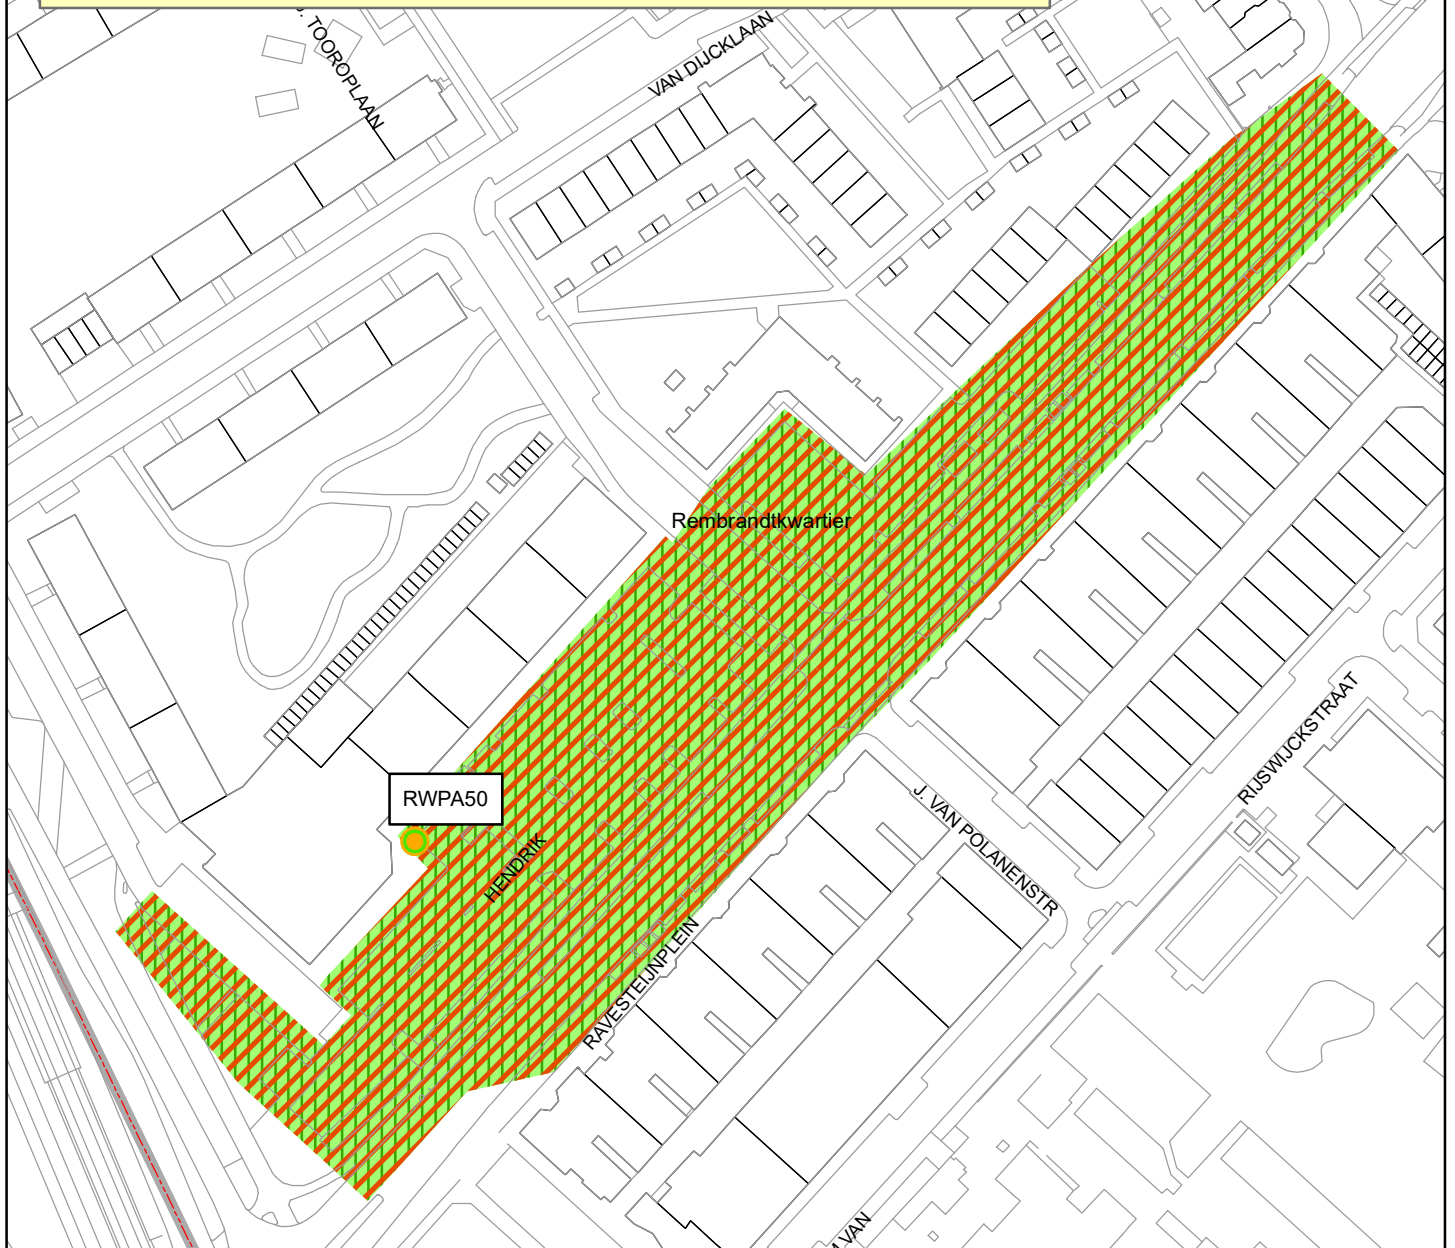 J. TOOROPLAAN
VAN DIJCKLAAN
Rembrandtkwartier
RIJSWIJCKSTRAAT
RWPA50
J. VAN POLANENSTR
HENDRIK
RAVESTEIJNPLEIN
VAN